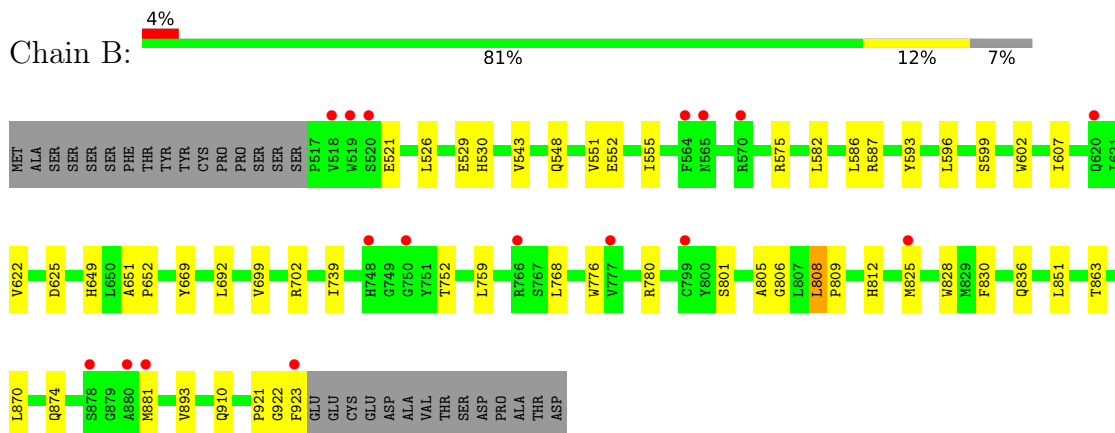 4%
Chain B:
81% 12% 7%
MET ALA SER SER SER SER PHE THR TYR TYR CYS PRO PRO SER SER SER P517 V518 W519 S520 E521 L526 E529 H530 V543 Q548 V551 E552 I555 F564 N565 R570 R575 L582 L586 R587 Y593 L596 S599 W602 I607 Q620 I621
V622 D625 H649 L650 A651 P652 Y669 L692 V699 R702 I739 H748 G749 G750 Y751 T752 L759 R766 S767 L768 W776 V777 R780 C799 Y800 S801 A805 G806 L807 L808 P809 H812 M825 W828 M829 F830 Q836 L851 T863
L870 Q874 S878 G879 A880 M881 V893 Q910 P921 G922 F923 GLU GLU CYS GLU ASP ALA VAL THR SER ASP PRO ALA THR ASP